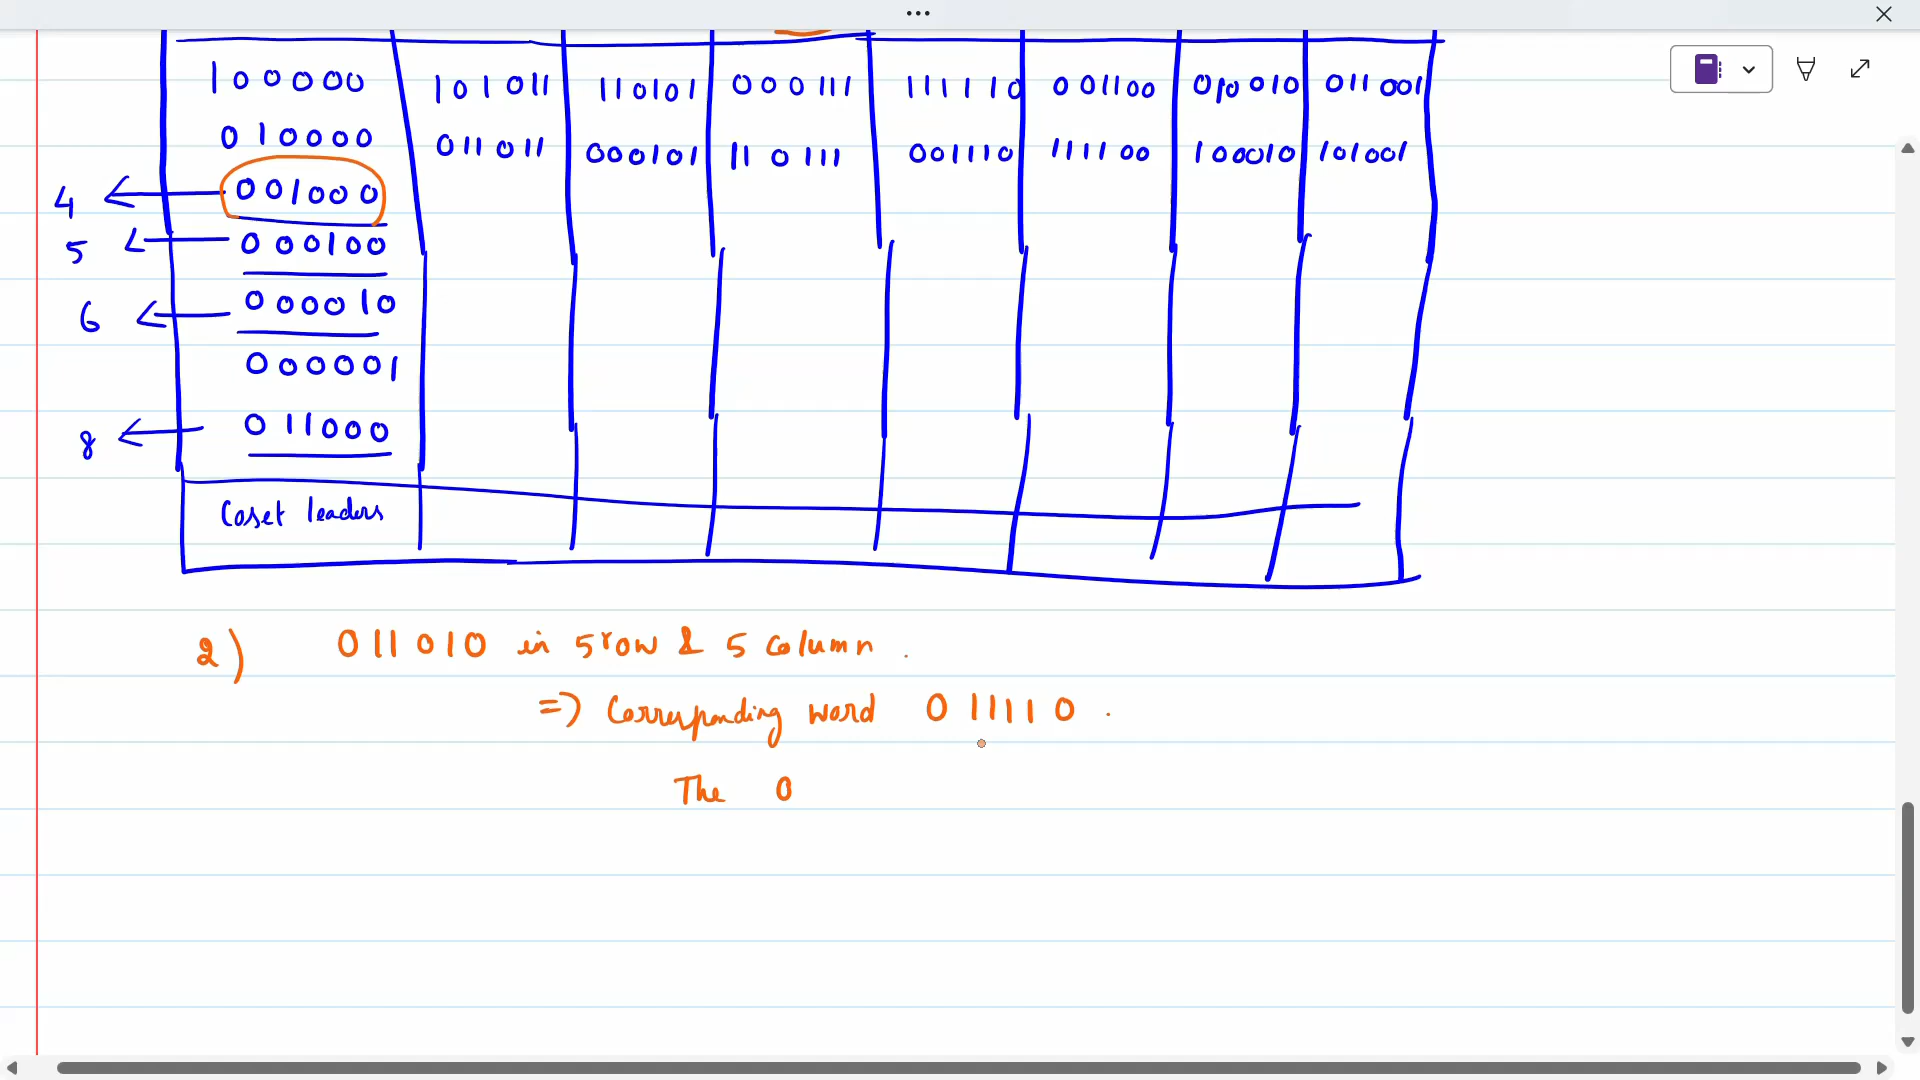 100000 101011 110101 000111 111110 001100 010010 011001
010000 011011 000101 110111 001110 111100 100010 101001
4 ← 001000
5 ← 000100
6 ← 000010
000001
8 ← 011000
Coset leaders
2) 011010 in 5 row & 5 column .
=) Corresponding word 011110 .
The 0